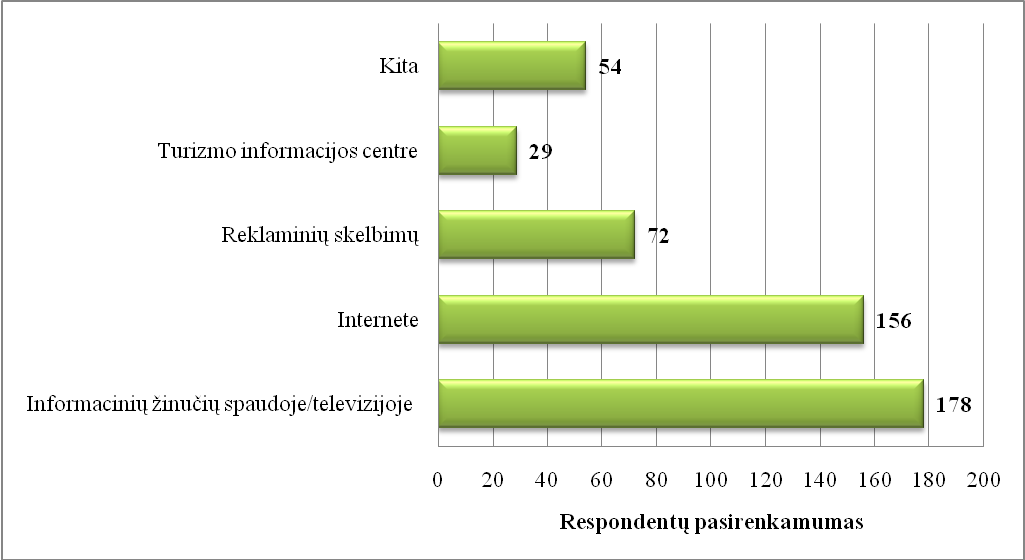 Kita 54
Turizmo informacijos centre 29
Reklaminių skelbimų 72
Internete 156
Informacinių žinučių spaudoje/televizijoje 178
0 20 40 60 80 100 120 140 160 180 200
Respondentų pasirenkamumas